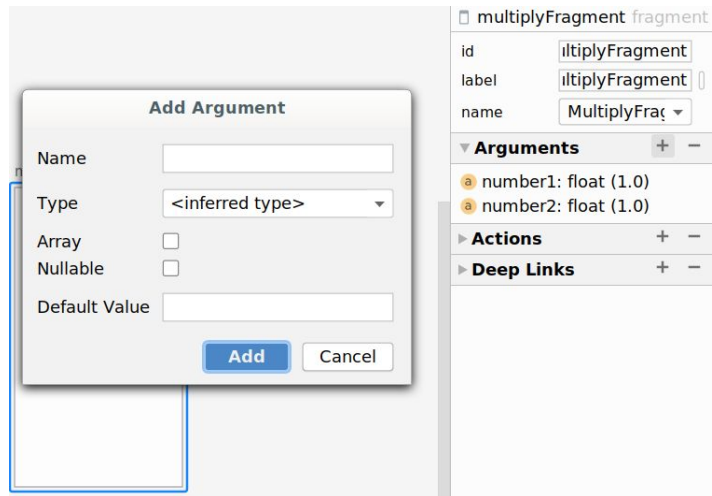 multiplyFragment fragment
id
ıltiplyFragment
label
ıltiplyFragment
name
MultiplyFrag
Arguments + −
a number1: float (1.0)
a number2: float (1.0)
Actions + −
Deep Links + −
n
Add Argument
Name
Type
<inferred type>
Array
Nullable
Default Value
Add
Cancel